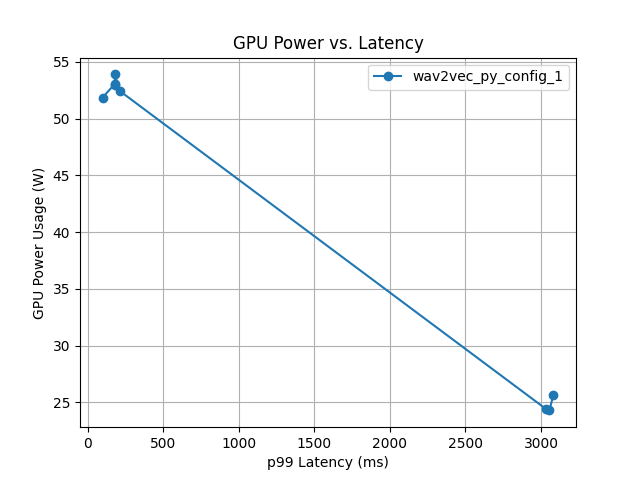 GPU Power vs. Latency
wav2vec_py_config_1
GPU Power Usage (W)
55
50
45
40
35
30
25
0 500 1000 1500 2000 2500 3000
p99 Latency (ms)